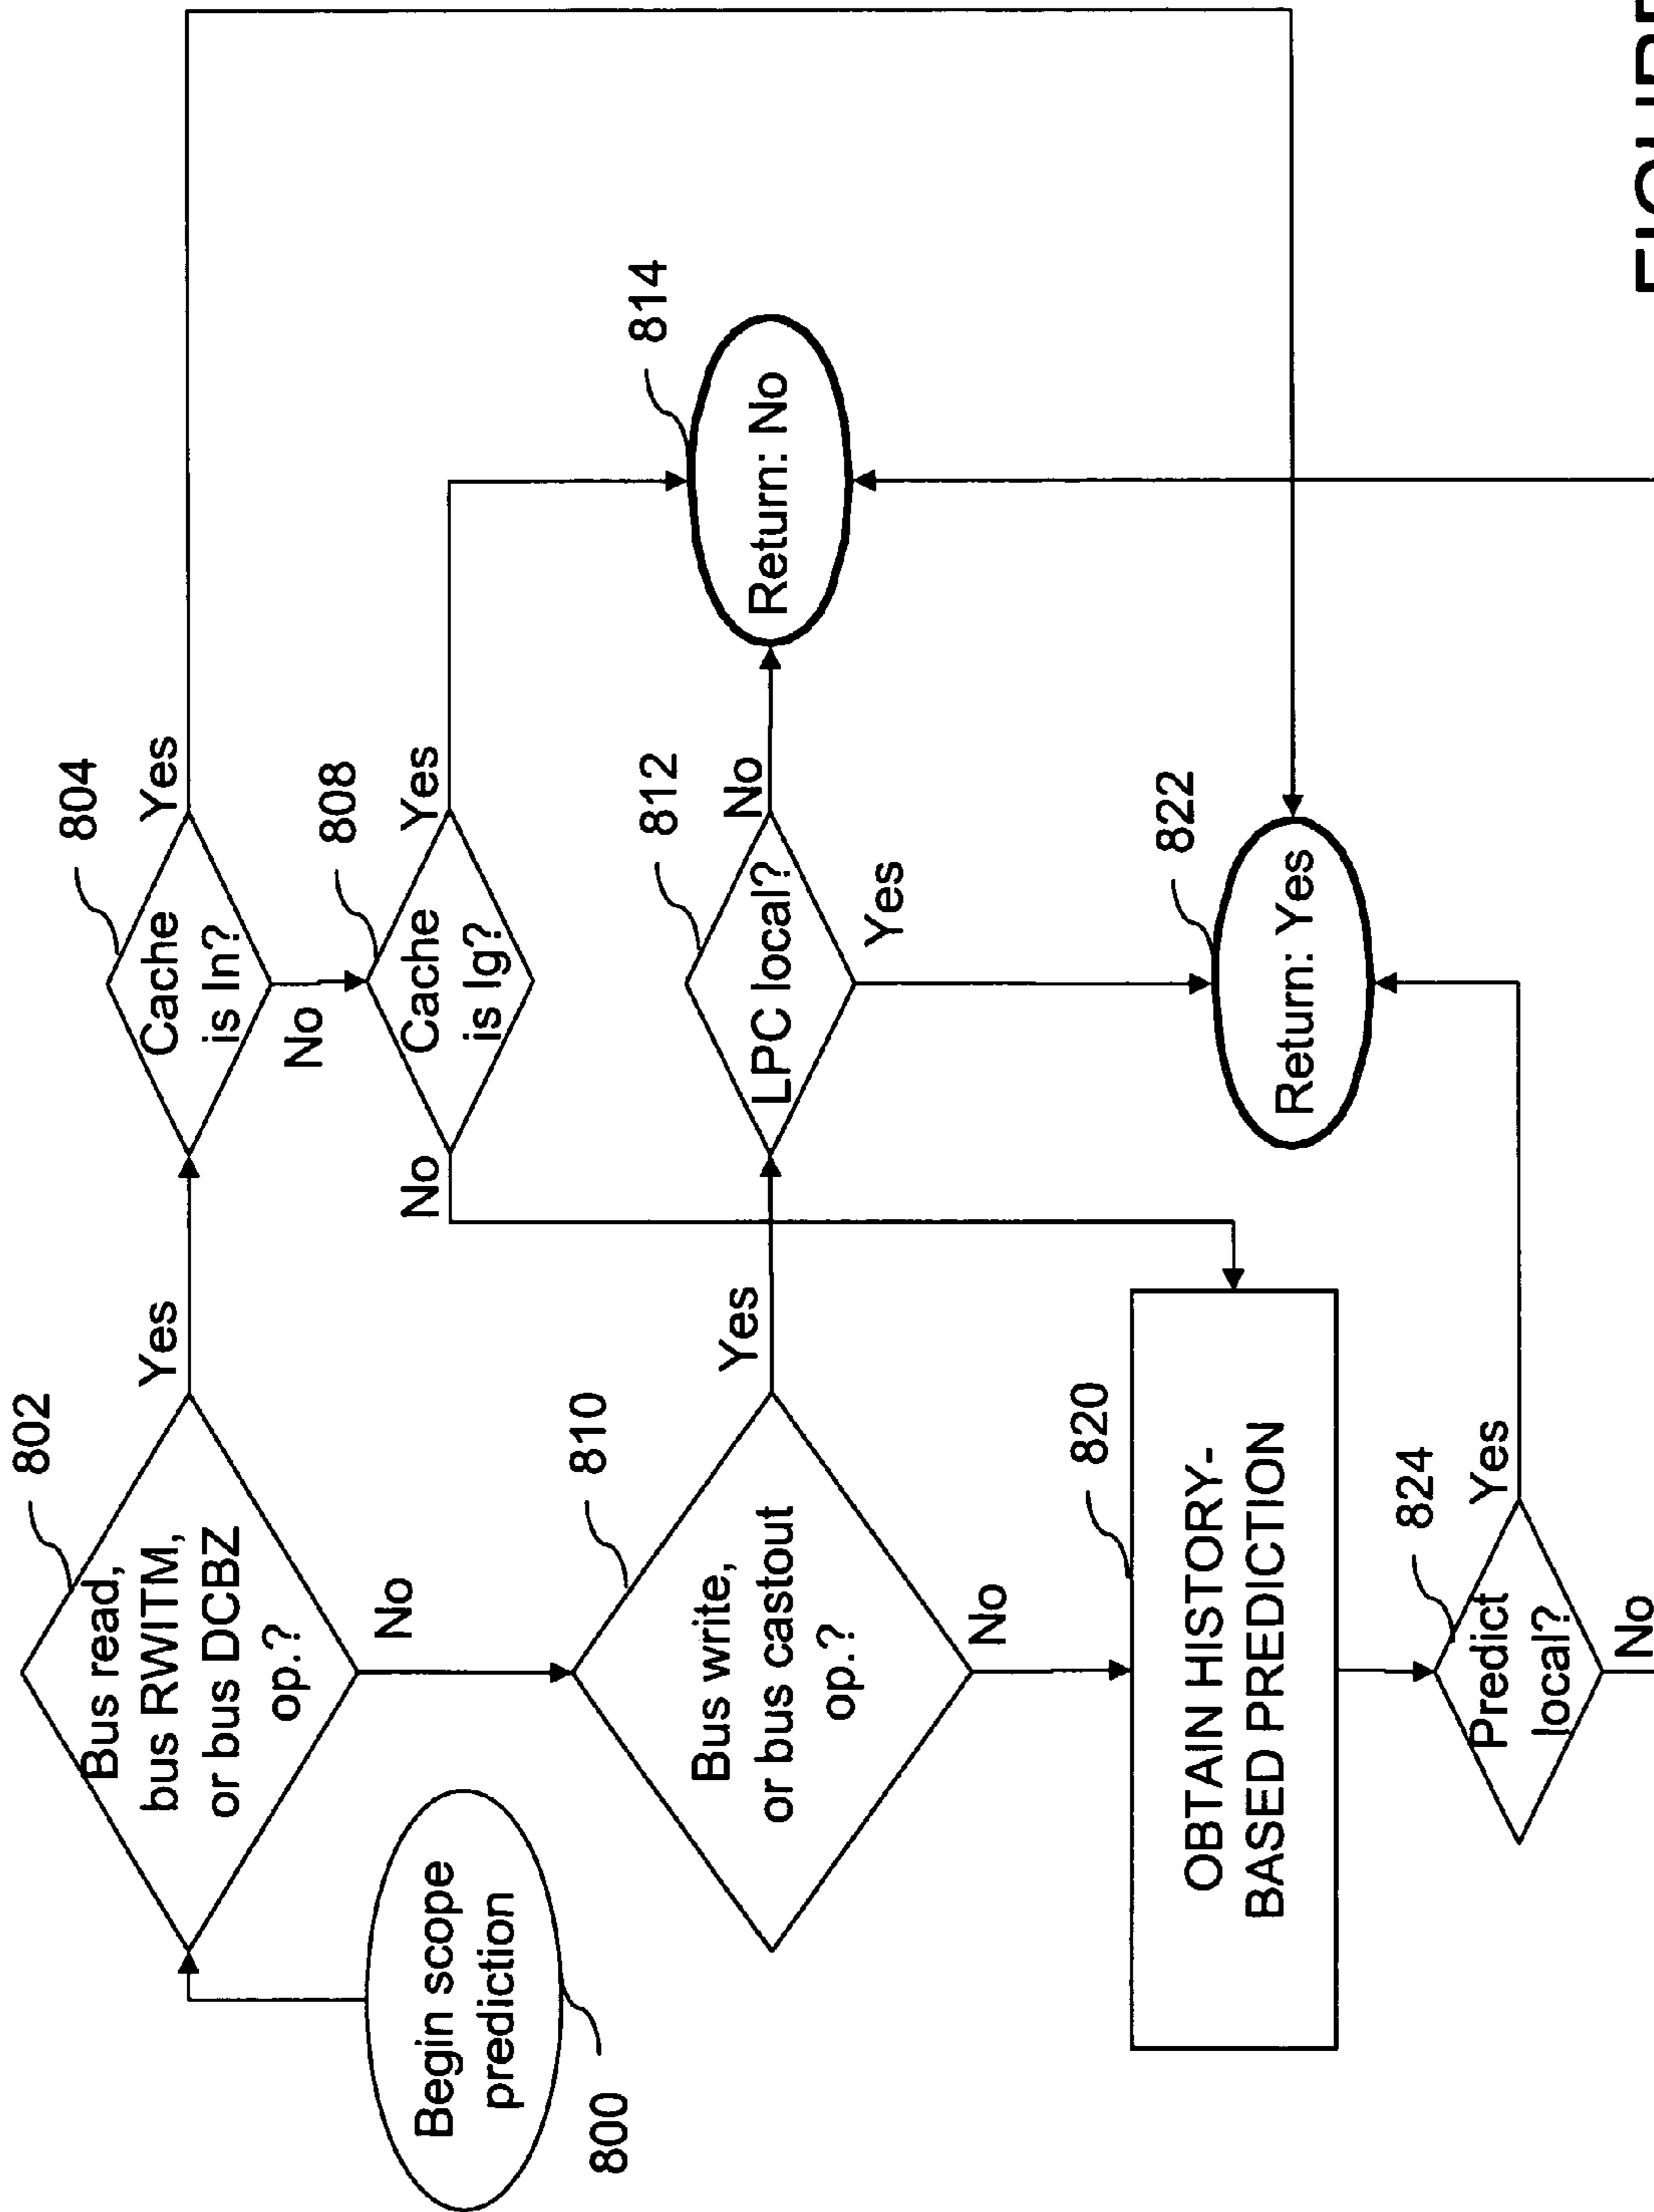 Begin scope
prediction
800
Bus read,
bus RWITM,
or bus DCBZ
op.?
802
Yes
No
Cache
is In?
804
Yes
No
Cache
is Ig?
808
Yes
No
Bus write,
or bus castout
op.?
810
Yes
No
LPC local?
812
No
Yes
Return: No
814
OBTAIN HISTORY-
BASED PREDICTION
820
Return: Yes
822
Predict
local?
824
Yes
No